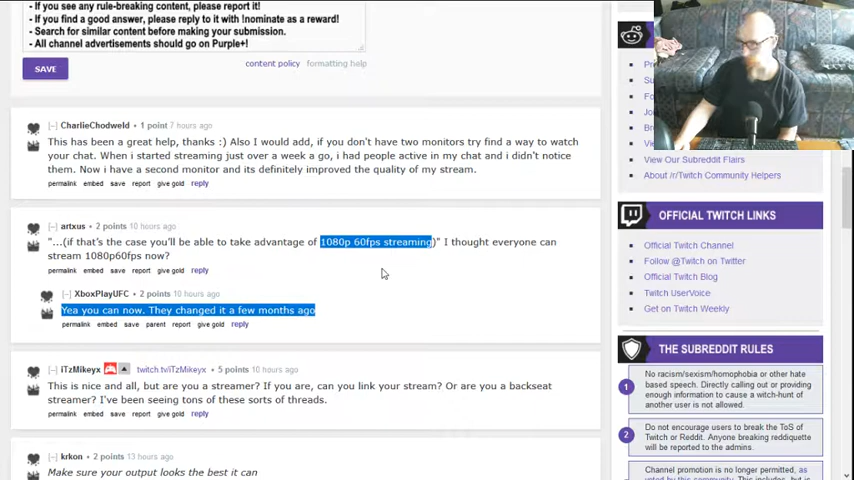 - If you see any rule-breaking content, please report it!
- If you find a good answer, please reply to it with !nominate as a reward!
- Search for similar content before making your submission.
- All channel advertisements should go on Purple+!
SAVE
content policy formatting help
[–] CharlieChodweld • 1 point 7 hours ago
This has been a great help, thanks :) Also I would add, if you don't have two monitors try find a way to watch
your chat. When i started streaming just over a week a go, i had people active in my chat and i didn't notice
them. Now i have a second monitor and its definitely improved the quality of my stream.
permalink embed save report give gold reply
[–] artxus • 2 points 10 hours ago
"...(if that's the case you'll be able to take advantage of 1080p 60fps streaming)" I thought everyone can
stream 1080p60fps now?
permalink embed save report give gold reply
[–] XboxPlayUFC • 2 points 10 hours ago
Yea you can now. They changed it a few months ago
permalink embed save parent report give gold reply
[–] iTzMikeyx twitch.tv/iTzMikeyx • 5 points 10 hours ago
This is nice and all, but are you a streamer? If you are, can you link your stream? Or are you a backseat
streamer? I've been seeing tons of these sorts of threads.
permalink embed save report give gold reply
[–] krkon • 2 points 13 hours ago
Make sure your output looks the best it can
View Our Subreddit Flairs
About /r/Twitch Community Helpers
OFFICIAL TWITCH LINKS
Official Twitch Channel
Follow @Twitch on Twitter
Official Twitch Blog
Twitch UserVoice
Get on Twitch Weekly
THE SUBREDDIT RULES
1
No racism/sexism/homophobia or other hate
based speech. Directly calling out or providing
enough information to cause a witch-hunt of
another user is not allowed.
2
Do not encourage users to break the ToS of
Twitch or Reddit. Anyone breaking reddiquette
will be reported to the admins.
Channel promotion is no longer permitted, as
voted by this community. This includes, but is